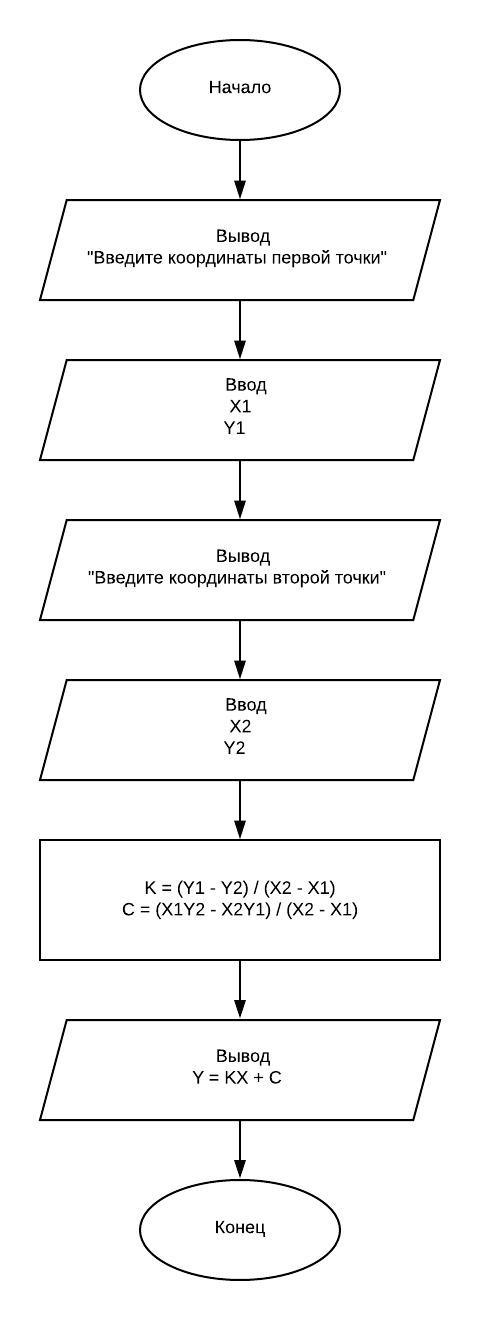 Начало
Вывод
"Введите координаты первой точки"
Ввод
X1
Y1
Вывод
"Введите координаты второй точки"
Ввод
X2
Y2
K = (Y1 - Y2) / (X2 - X1)
C = (X1Y2 - X2Y1) / (X2 - X1)
Вывод
Y = KX + C
Конец